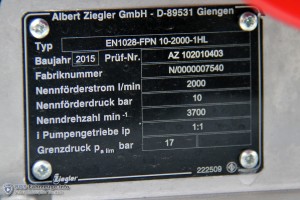 Albert Ziegler GmbH - D-89531 Giengen
Typ EN1028-FPN 10-2000-1HL
Baujahr 2015 Prüf-Nr. AZ 102010403
Fabriknummer N/0000007540
Nennförderstrom l/min 2000
Nennförderdruck bar 10
Nenndrehzahl min⁻¹ 3700
i Pumpengetriebe ip 1:1
Grenzdruck pa lim bar 17
Ziegler 222509